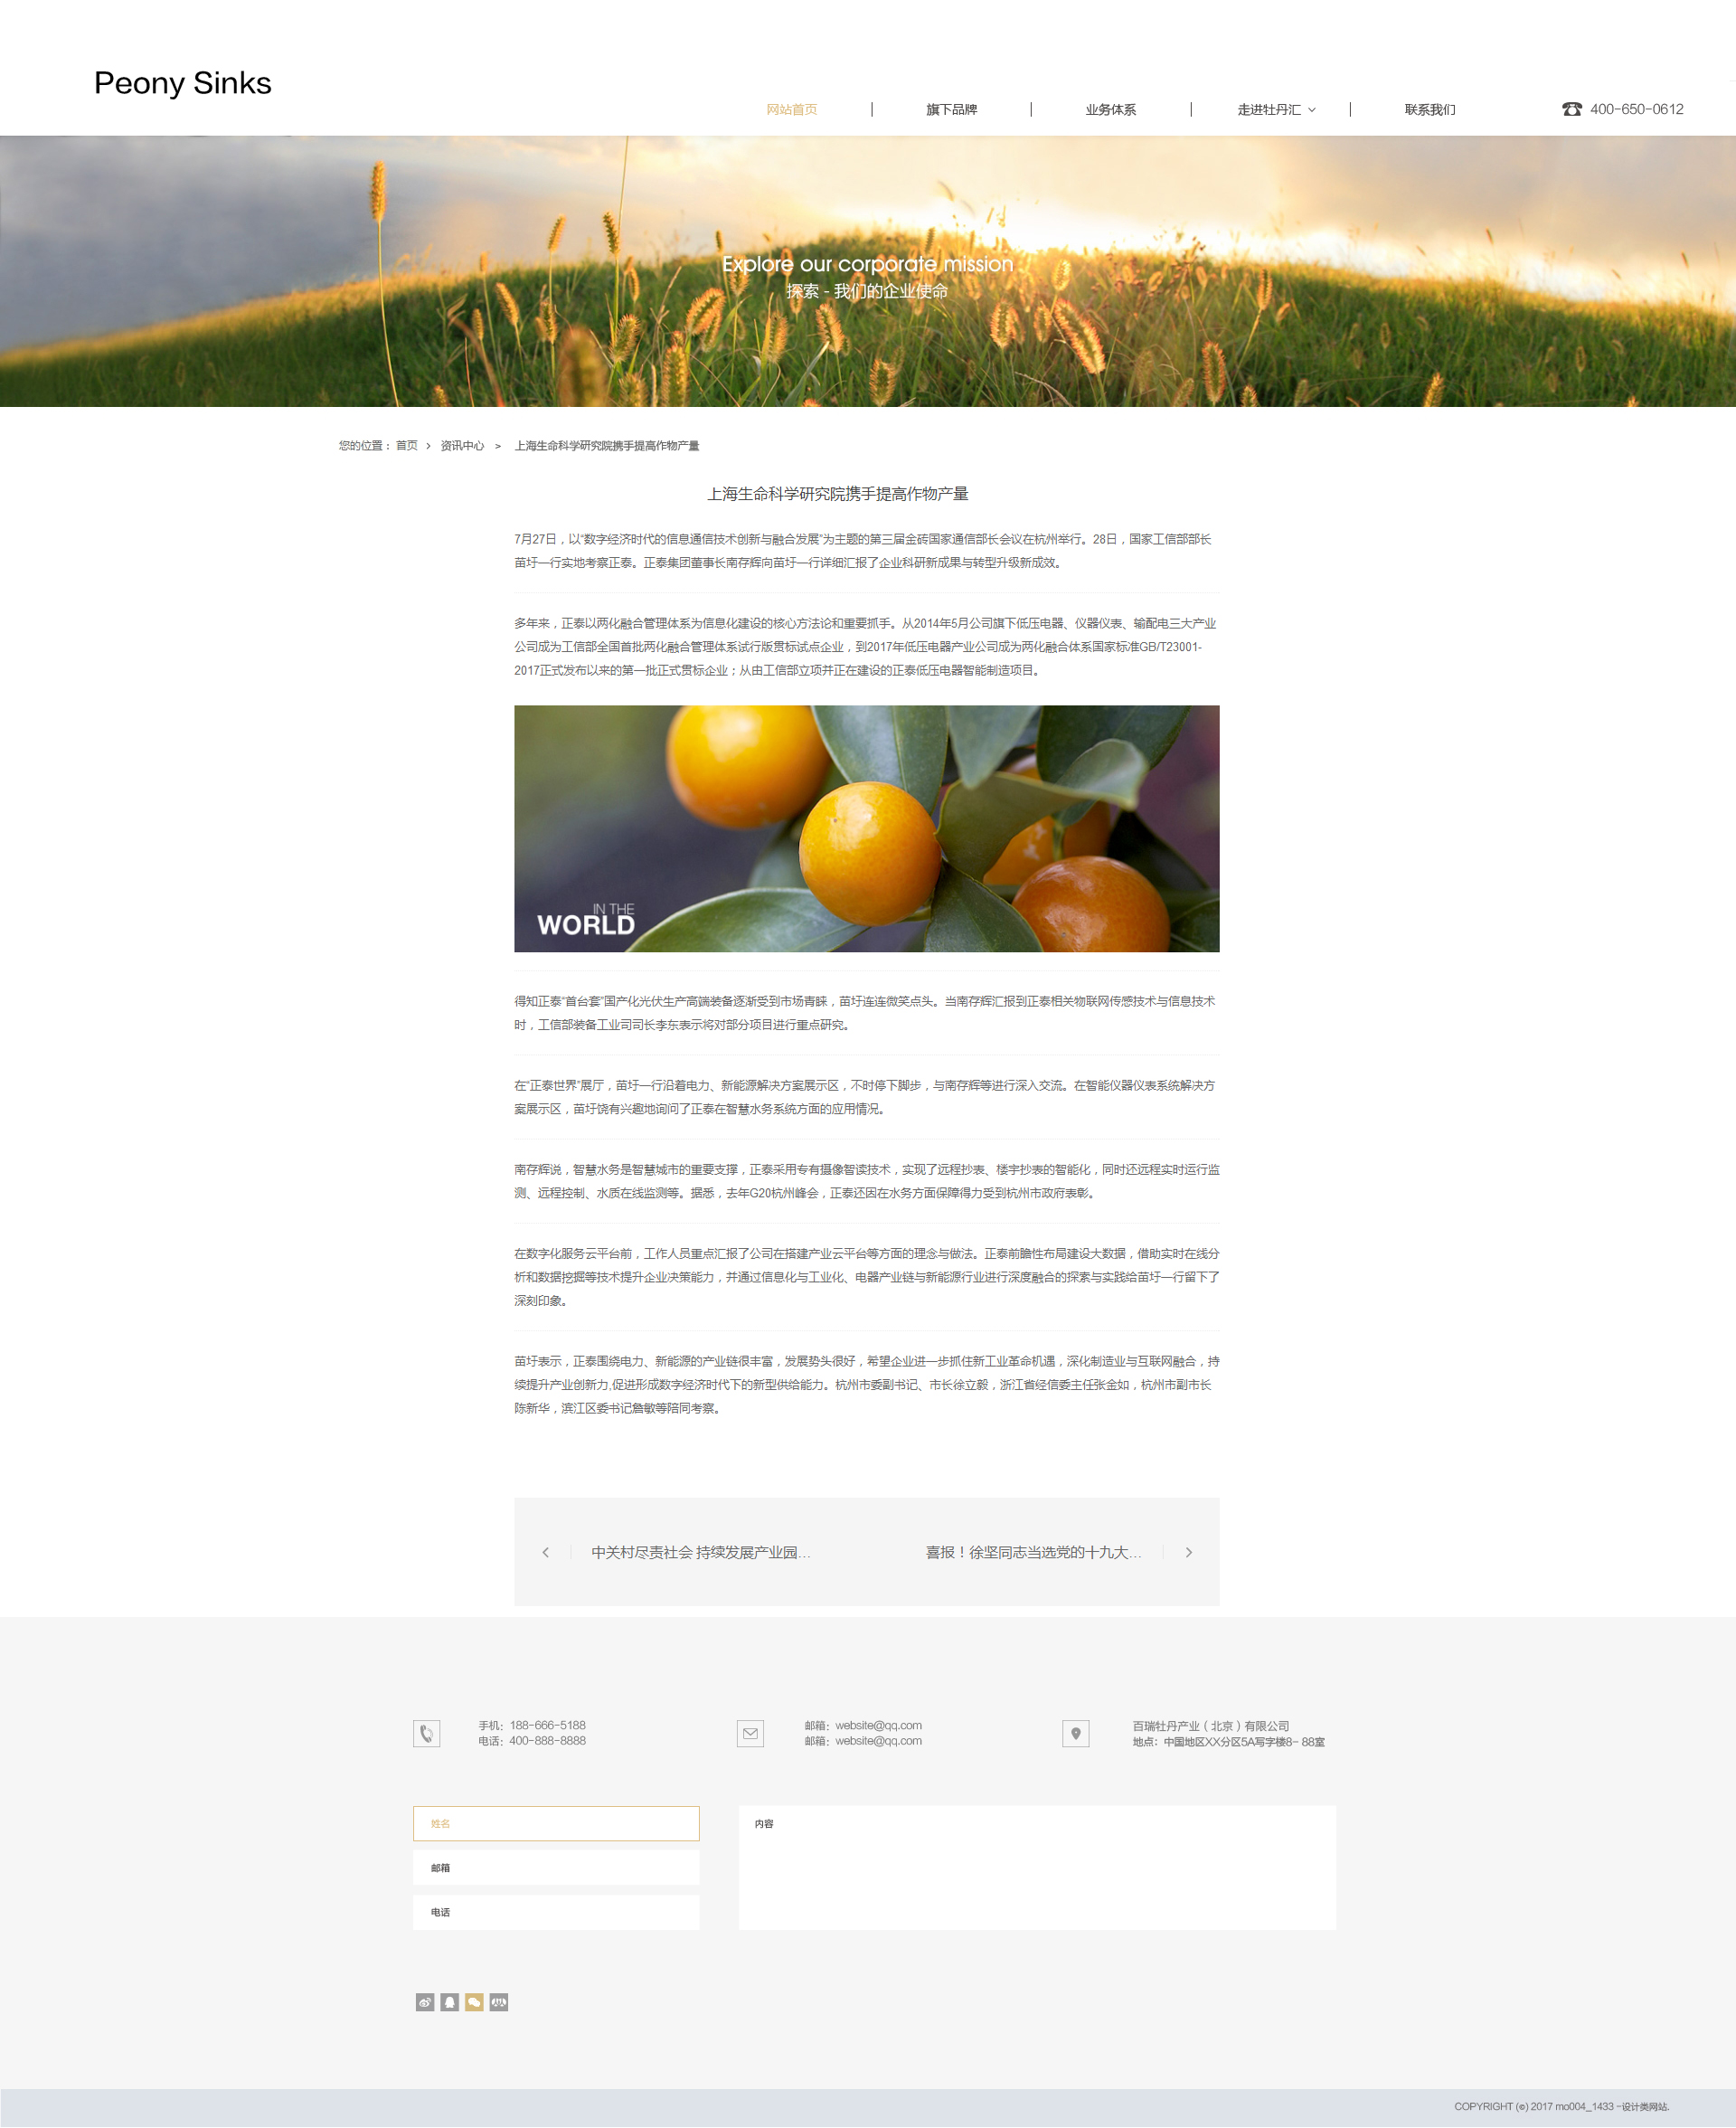 Peony Sinks
网站首页
旗下品牌
业务体系
走进牡丹汇
联系我们
400-650-0612
Explore our corporate mission
探索 - 我们的企业使命
您的位置： 首页 > 资讯中心 > 上海生命科学研究院携手提高作物产量
上海生命科学研究院携手提高作物产量
7月27日，以“数字经济时代的信息通信技术创新与融合发展”为主题的第三届金砖国家通信部长会议在杭州举行。28日，国家工信部部长
苗圩一行实地考察正泰。正泰集团董事长南存辉向苗圩一行详细汇报了企业科研新成果与转型升级新成效。
多年来，正泰以两化融合管理体系为信息化建设的核心方法论和重要抓手。从2014年5月公司旗下低压电器、仪器仪表、输配电三大产业
公司成为工信部全国首批两化融合管理体系试行版贯标试点企业，到2017年低压电器产业公司成为两化融合体系国家标准GB/T23001-
2017正式发布以来的第一批正式贯标企业；从由工信部立项并正在建设的正泰低压电器智能制造项目。
IN THE
WORLD
得知正泰“首台套”国产化光伏生产高端装备逐渐受到市场青睐，苗圩连连微笑点头。当南存辉汇报到正泰相关物联网传感技术与信息技术
时，工信部装备工业司司长李东表示将对部分项目进行重点研究。
在“正泰世界”展厅，苗圩一行沿着电力、新能源解决方案展示区，不时停下脚步，与南存辉等进行深入交流。在智能仪器仪表系统解决方
案展示区，苗圩饶有兴趣地询问了正泰在智慧水务系统方面的应用情况。
南存辉说，智慧水务是智慧城市的重要支撑，正泰采用专有摄像智读技术，实现了远程抄表、楼宇抄表的智能化，同时还远程实时运行监
测、远程控制、水质在线监测等。据悉，去年G20杭州峰会，正泰还因在水务方面保障得力受到杭州市政府表彰。
在数字化服务云平台前，工作人员重点汇报了公司在搭建产业云平台等方面的理念与做法。正泰前瞻性布局建设大数据，借助实时在线分
析和数据挖掘等技术提升企业决策能力，并通过信息化与工业化、电器产业链与新能源行业进行深度融合的探索与实践给苗圩一行留下了
深刻印象。
苗圩表示，正泰围绕电力、新能源的产业链很丰富，发展势头很好，希望企业进一步抓住新工业革命机遇，深化制造业与互联网融合，持
续提升产业创新力,促进形成数字经济时代下的新型供给能力。杭州市委副书记、市长徐立毅，浙江省经信委主任张金如，杭州市副市长
陈新华，滨江区委书记詹敏等陪同考察。
中关村尽责社会 持续发展产业园...
喜报！徐坚同志当选党的十九大...
手机：188-666-5188
电话：400-888-8888
邮箱：website@qq.com
邮箱：website@qq.com
百瑞牡丹产业（北京）有限公司
地点：中国地区XX分区5A写字楼8- 88室
姓名
邮箱
电话
内容
COPYRIGHT (©) 2017 mo004_1433 -设计类网站.